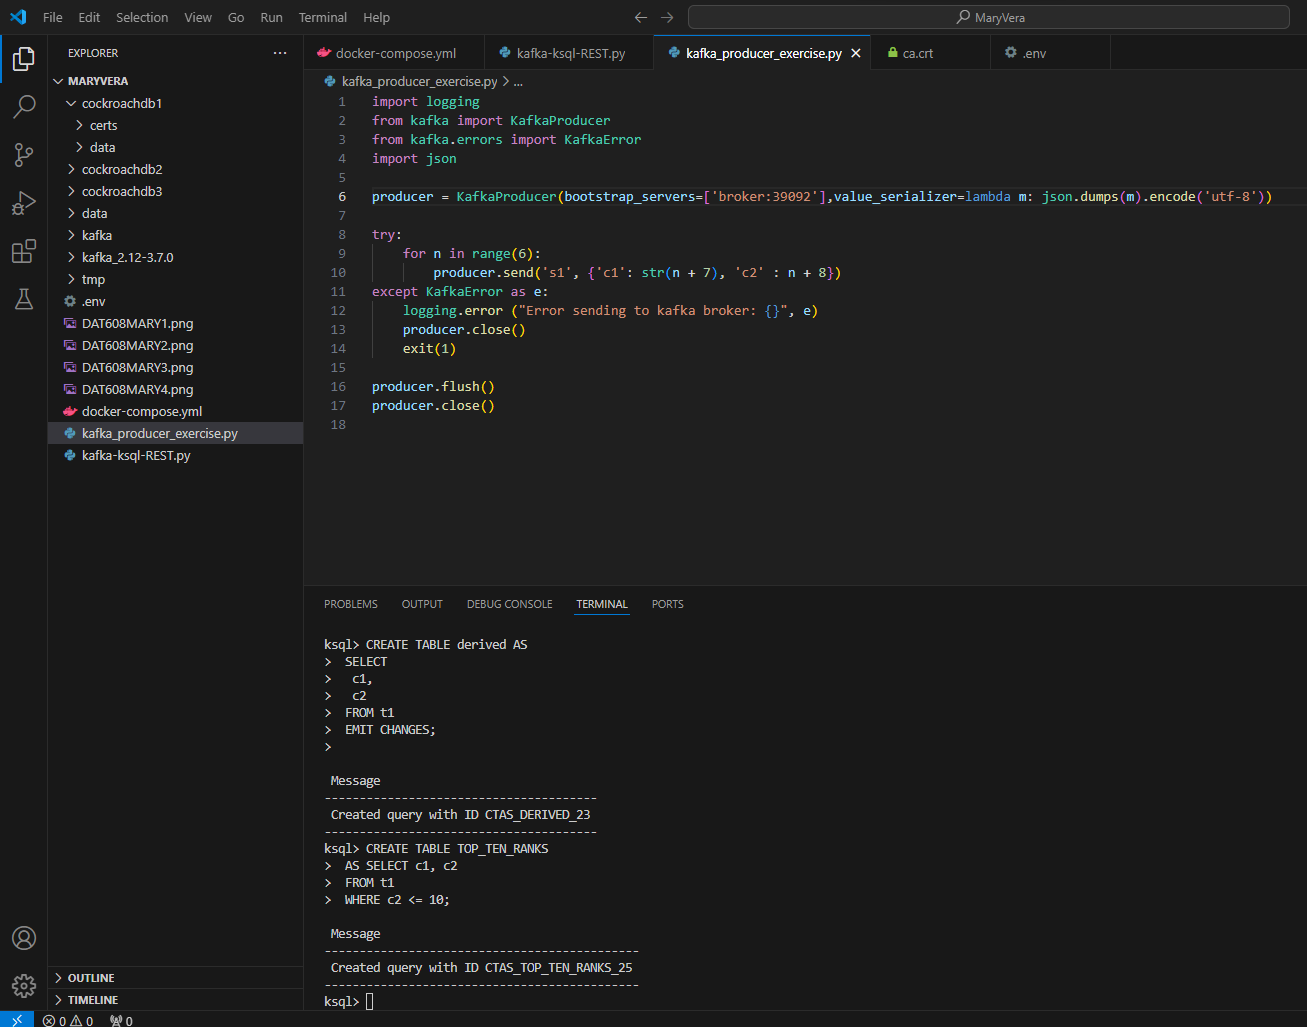 File Edit Selection View Go Run Terminal Help
MaryVera
EXPLORER
MARYVERA
cockroachdb1
certs
data
cockroachdb2
cockroachdb3
data
kafka
kafka_2.12-3.7.0
tmp
.env
DAT608MARY1.png
DAT608MARY2.png
DAT608MARY3.png
DAT608MARY4.png
docker-compose.yml
kafka_producer_exercise.py
kafka-ksql-REST.py
OUTLINE
TIMELINE
docker-compose.yml kafka-ksql-REST.py kafka_producer_exercise.py ca.crt .env
kafka_producer_exercise.py > ...
1 import logging
2 from kafka import KafkaProducer
3 from kafka.errors import KafkaError
4 import json
5
6 producer = KafkaProducer(bootstrap_servers=['broker:39092'],value_serializer=lambda m: json.dumps(m).encode('utf-8'))
7
8 try:
9     for n in range(6):
10         producer.send('s1', {'c1': str(n + 7), 'c2' : n + 8})
11 except KafkaError as e:
12     logging.error ("Error sending to kafka broker: {}", e)
13     producer.close()
14     exit(1)
15
16 producer.flush()
17 producer.close()
18
PROBLEMS OUTPUT DEBUG CONSOLE TERMINAL PORTS
ksql> CREATE TABLE derived AS
>  SELECT
>   c1,
>   c2
>  FROM t1
>  EMIT CHANGES;
>
Message
---------------------------------------
Created query with ID CTAS_DERIVED_23
---------------------------------------
ksql> CREATE TABLE TOP_TEN_RANKS
>  AS SELECT c1, c2
>  FROM t1
>  WHERE c2 <= 10;
Message
---------------------------------------------
Created query with ID CTAS_TOP_TEN_RANKS_25
---------------------------------------------
ksql>
0 0 0